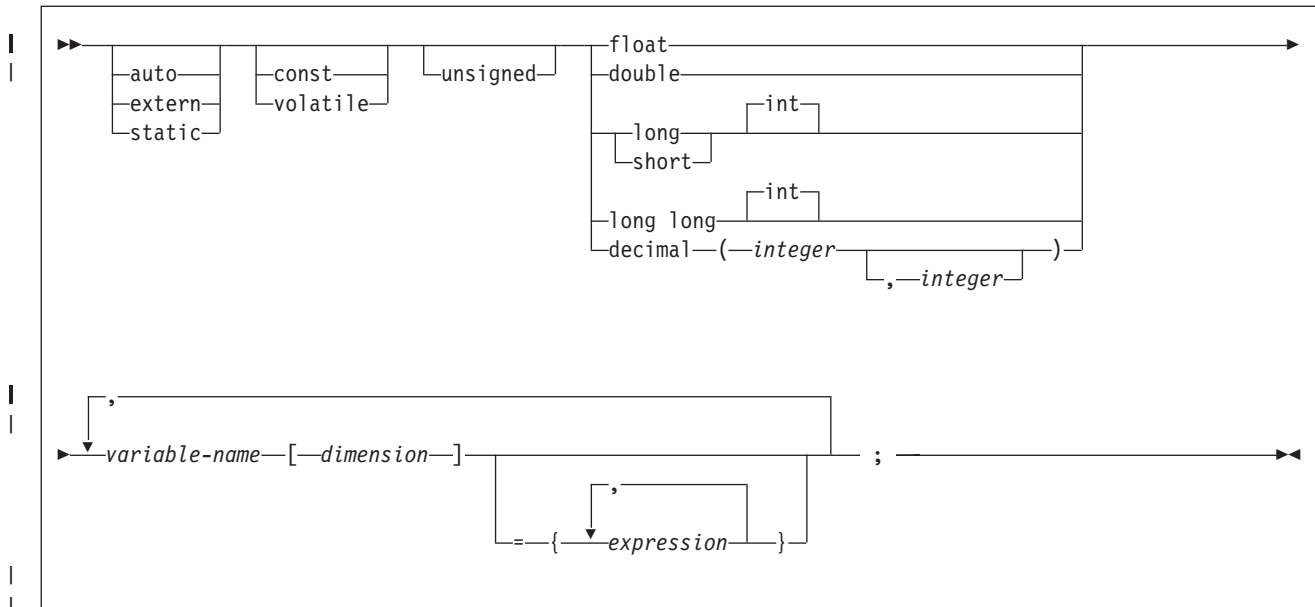 float
auto const unsigned double
extern volatile
static int
long
short
int
long long
decimal ( integer )
, integer
,
variable-name [ dimension ] ;
,
= { expression }